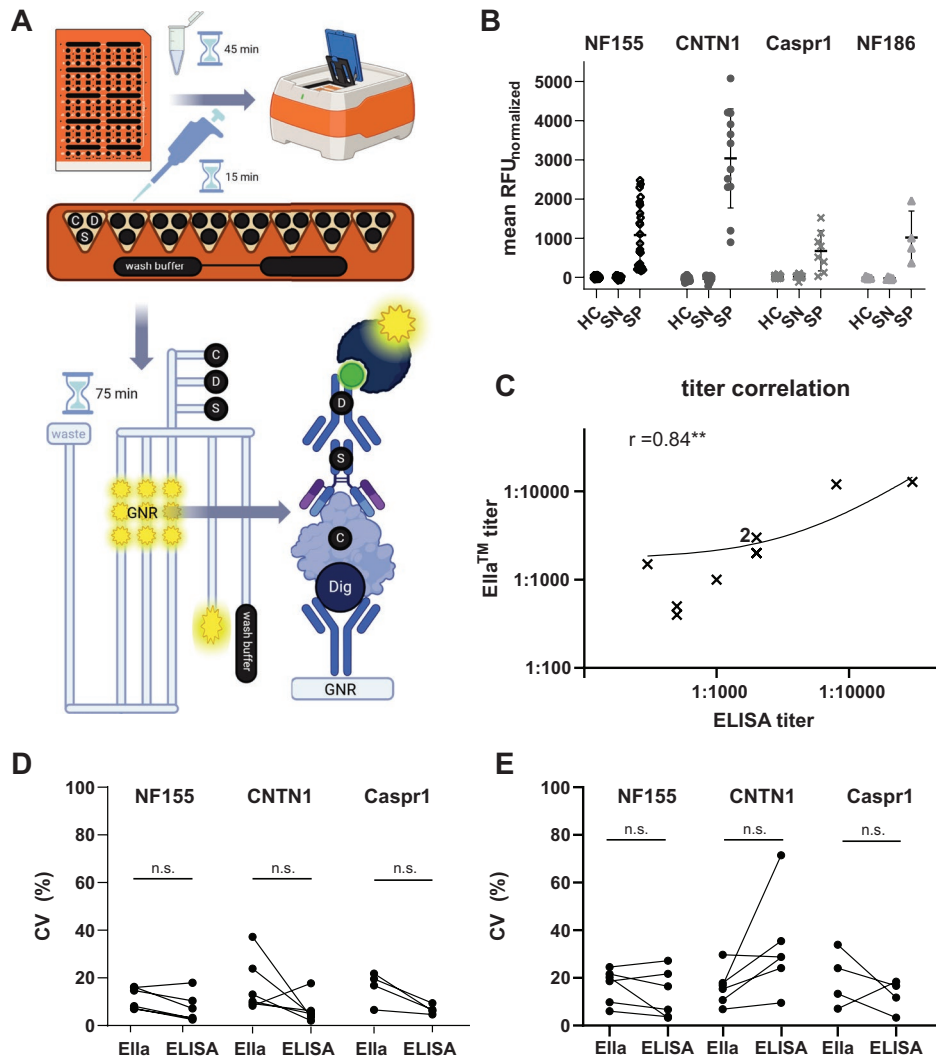 A
45 min
15 min
C D
S
wash buffer
75 min
C
D
S
waste
GNR
wash buffer
D
S
C
Dig
GNR
B
NF155 CNTN1 Caspr1 NF186
mean RFUnormalized
5000
4000
3000
2000
1000
0
HC SN SP HC SN SP HC SN SP HC SN SP
C
titer correlation
r =0.84**
Ella™ titer
1:10000
1:1000
1:100
2
1:1000 1:10000
ELISA titer
D
NF155 CNTN1 Caspr1
n.s. n.s. n.s.
CV (%)
100
80
60
40
20
0
Ella ELISA Ella ELISA Ella ELISA
E
NF155 CNTN1 Caspr1
n.s. n.s. n.s.
CV (%)
100
80
60
40
20
0
Ella ELISA Ella ELISA Ella ELISA